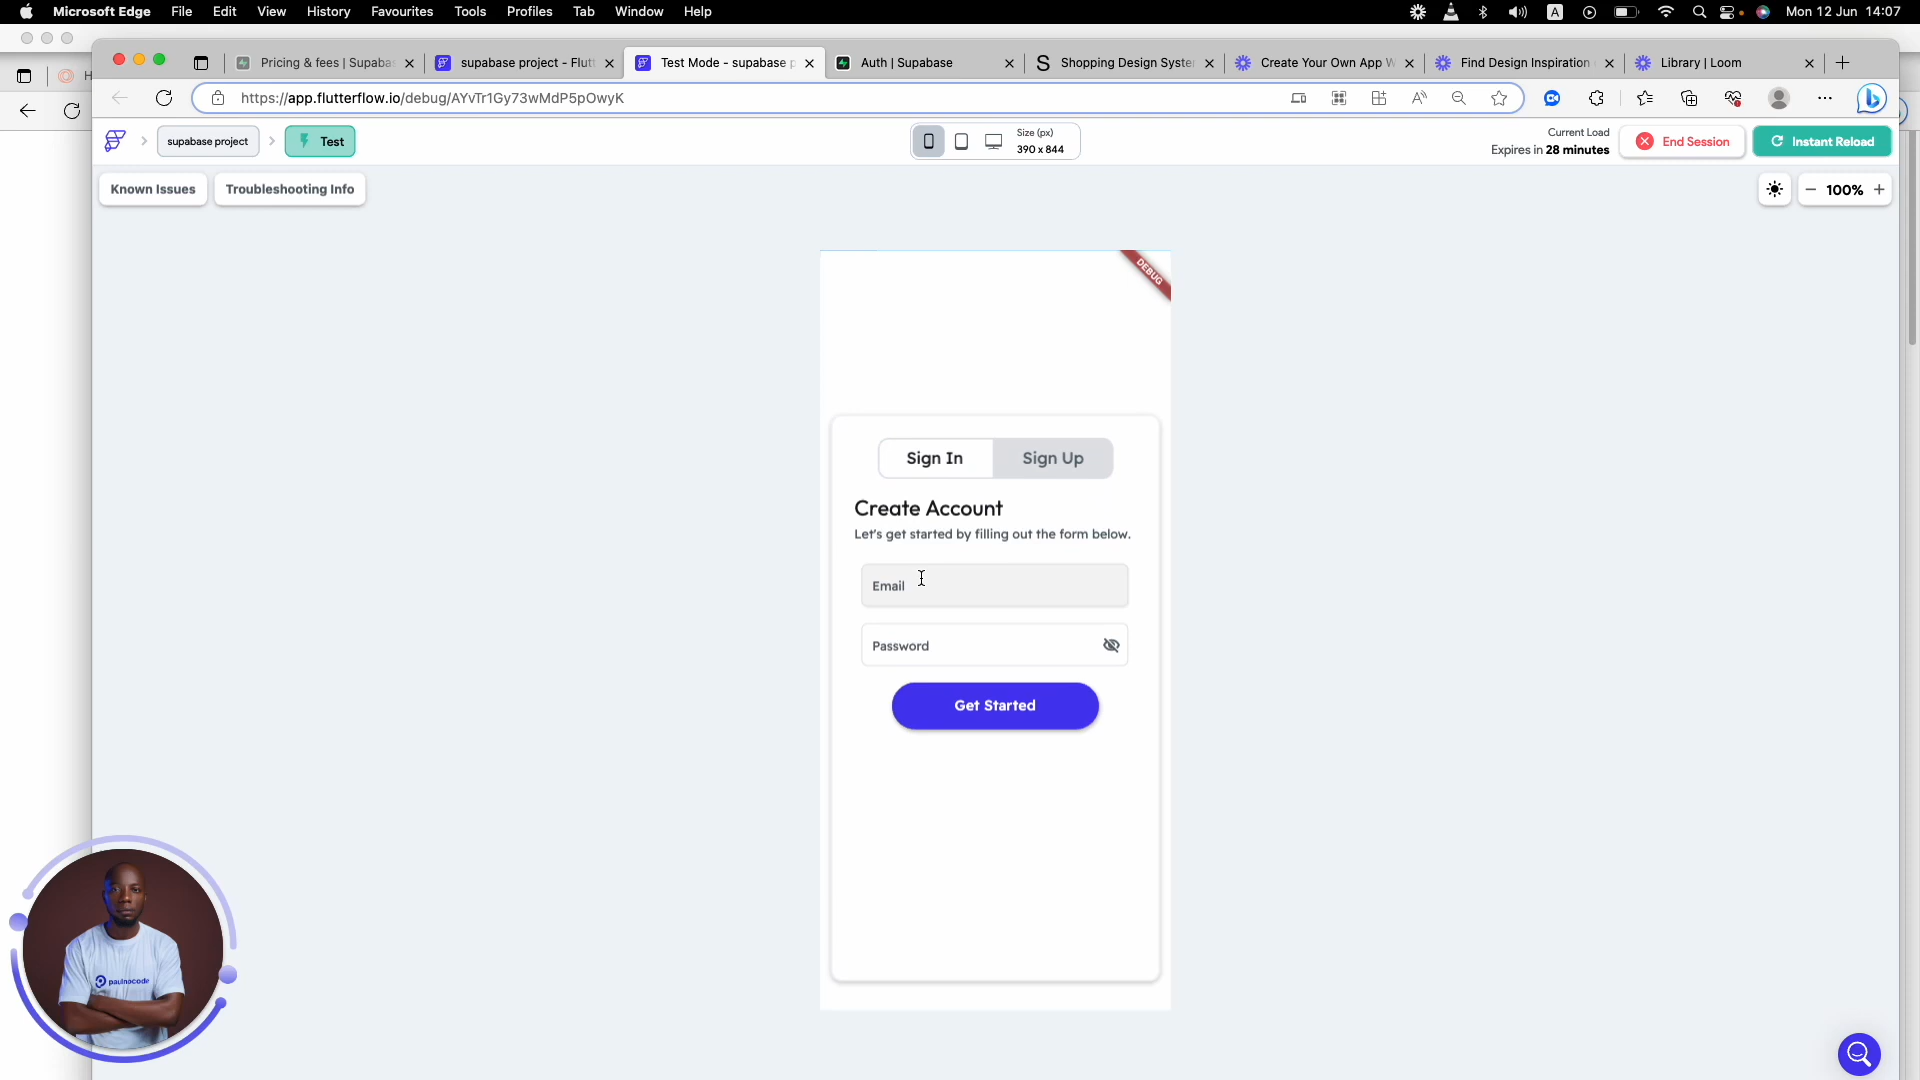 Microsoft Edge File Edit View History Favourites Tools Profiles Tab Window Help A Mon 12 Jun 14:07
Pricing & fees | Supaba
supabase project - Flutt
Test Mode - supabase p
Auth | Supabase
Shopping Design Syste
Create Your Own App W
Find Design Inspiration
Library | Loom
https://app.flutterflow.io/debug/AYvTr1Gy73wMdP5pOwyK
supabase project
Test
Size (px)
390 x 844
Current Load
Expires in 28 minutes
End Session
Instant Reload
Known Issues
Troubleshooting Info
100%
DEBUG
Sign In
Sign Up
Create Account
Let's get started by filling out the form below.
Email
Password
Get Started
paulnocode